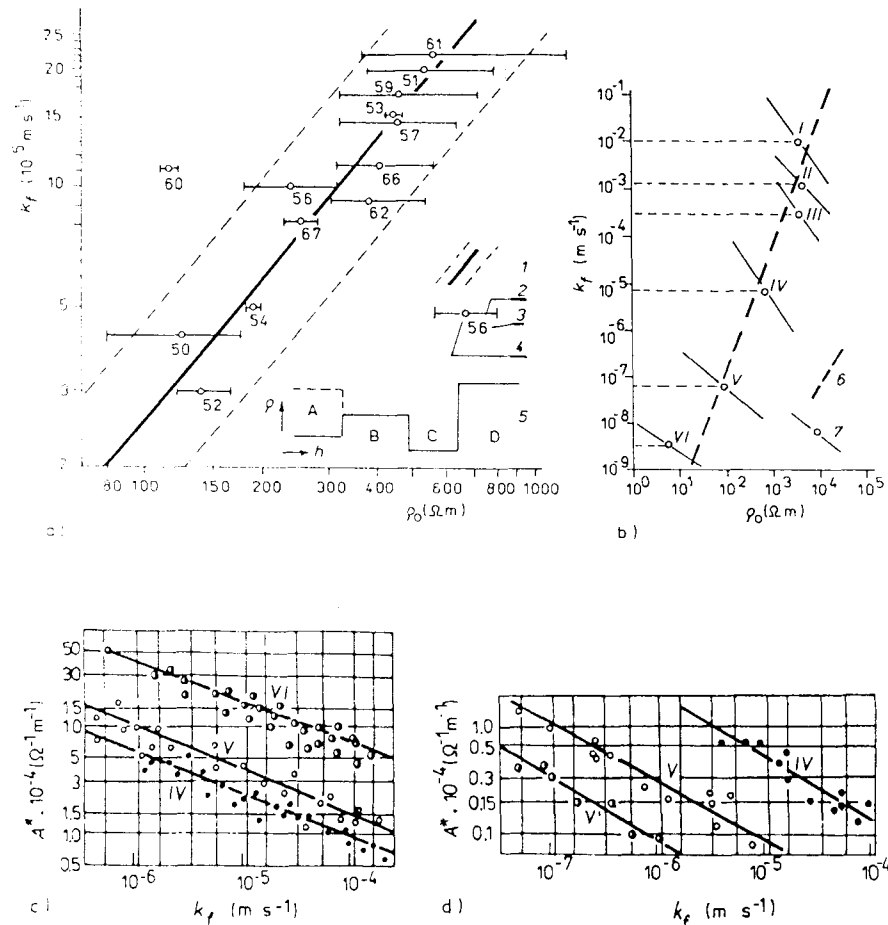 25
20
15
10
5
3
2
k_f (10⁻⁵ m s⁻¹)
61
51
59
53
57
60
66
56
62
67
54
50
52
1
2
56
3
4
ρ
A
B
C
D
5
h
80 100 150 200 300 400 600 800 1000
ρ₀ (Ω m)
10⁻¹
10⁻²
10⁻³
10⁻⁴
10⁻⁵
10⁻⁶
10⁻⁷
10⁻⁸
10⁻⁹
k_f (m s⁻¹)
I
II
III
IV
V
VI
6
7
10⁰ 10¹ 10² 10³ 10⁴ 10⁵
ρ₀ (Ω m)
b)
50
30
15
10
5
3
1.5
1.0
0.5
A* · 10⁻⁴ (Ω⁻¹ m⁻¹)
VI
V
IV
10⁻⁶ 10⁻⁵ 10⁻⁴
c) k_f (m s⁻¹)
1.0
0.5
0.3
0.15
0.1
A* · 10⁻⁴ (Ω⁻¹ m⁻¹)
IV
V
V'
10⁻⁷ 10⁻⁶ 10⁻⁵ 10⁻⁴
d) k_f (m s⁻¹)